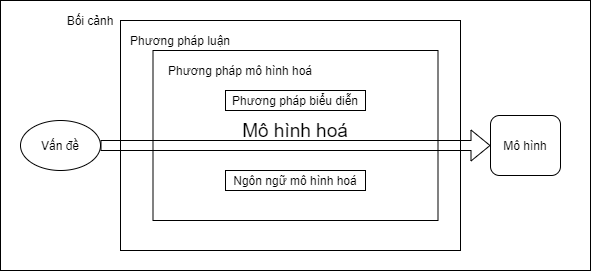 Bối cảnh
Phương pháp luận
Phương pháp mô hình hoá
Phương pháp biểu diễn
Mô hình hoá
Vấn đề
Mô hình
Ngôn ngữ mô hình hoá